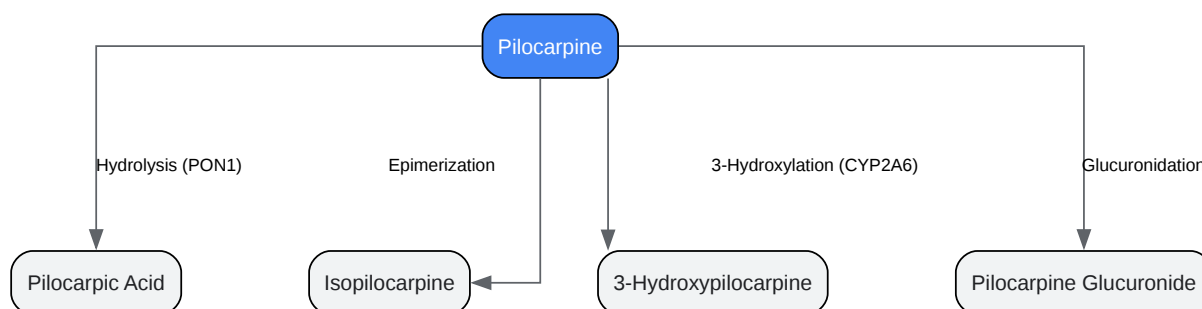 Pilocarpine
Hydrolysis (PON1)
Epimerization
3-Hydroxylation (CYP2A6)
Glucuronidation
Pilocarpic Acid
Isopilocarpine
3-Hydroxypilocarpine
Pilocarpine Glucuronide